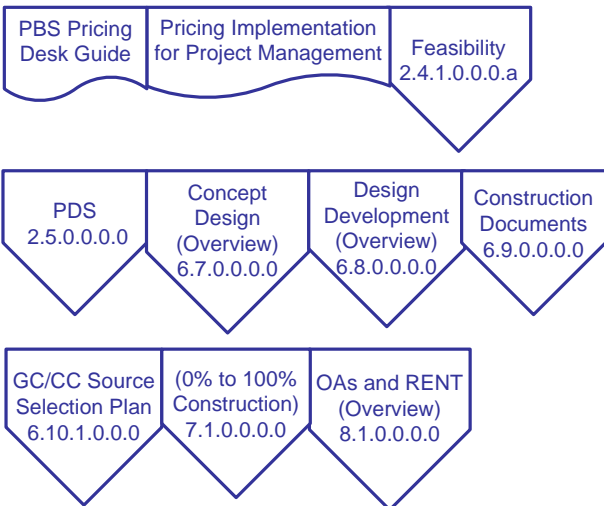 PBS Pricing
Desk Guide
Pricing Implementation
for Project Management
Feasibility
2.4.1.0.0.0.a
PDS
2.5.0.0.0.0
Concept
Design
(Overview)
6.7.0.0.0.0
Design
Development
(Overview)
6.8.0.0.0.0
Construction
Documents
6.9.0.0.0.0
GC/CC Source
Selection Plan
6.10.1.0.0.0
(0% to 100%
Construction)
7.1.0.0.0.0
OAs and RENT
(Overview)
8.1.0.0.0.0